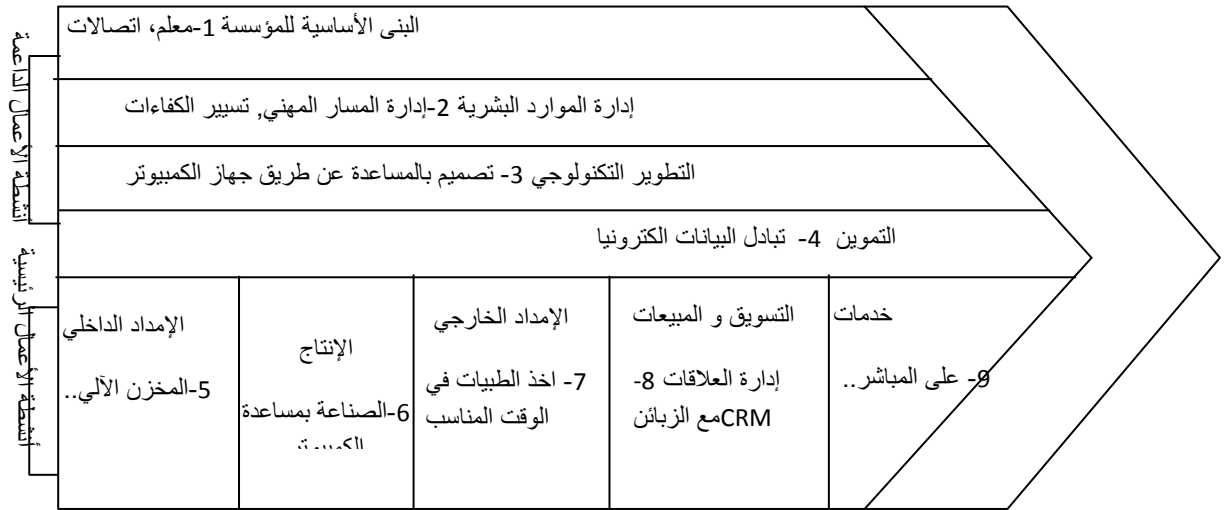 البنى الأساسية للمؤسسة 1-معلم، اتصالات
إدارة الموارد البشرية 2-إدارة المسار المهني, تسيير الكفاءات
التطوير التكنولوجي 3- تصميم بالمساعدة عن طريق جهاز الكمبيوتر
التموين 4- تبادل البيانات الكترونيا
أنشطة الأعمال الداعمة
أنشطة الأعمال الرئيسية
الإمداد الداخلي
5-المخزن الآلي..
الإنتاج
6-الصناعة بمساعدة
الكمبيوتر
الإمداد الخارجي
7- اخذ الطبيات في
الوقت المناسب
التسويق و المبيعات
إدارة العلاقات 8-
CRMمع الزبائن
خدمات
9- على المباشر..